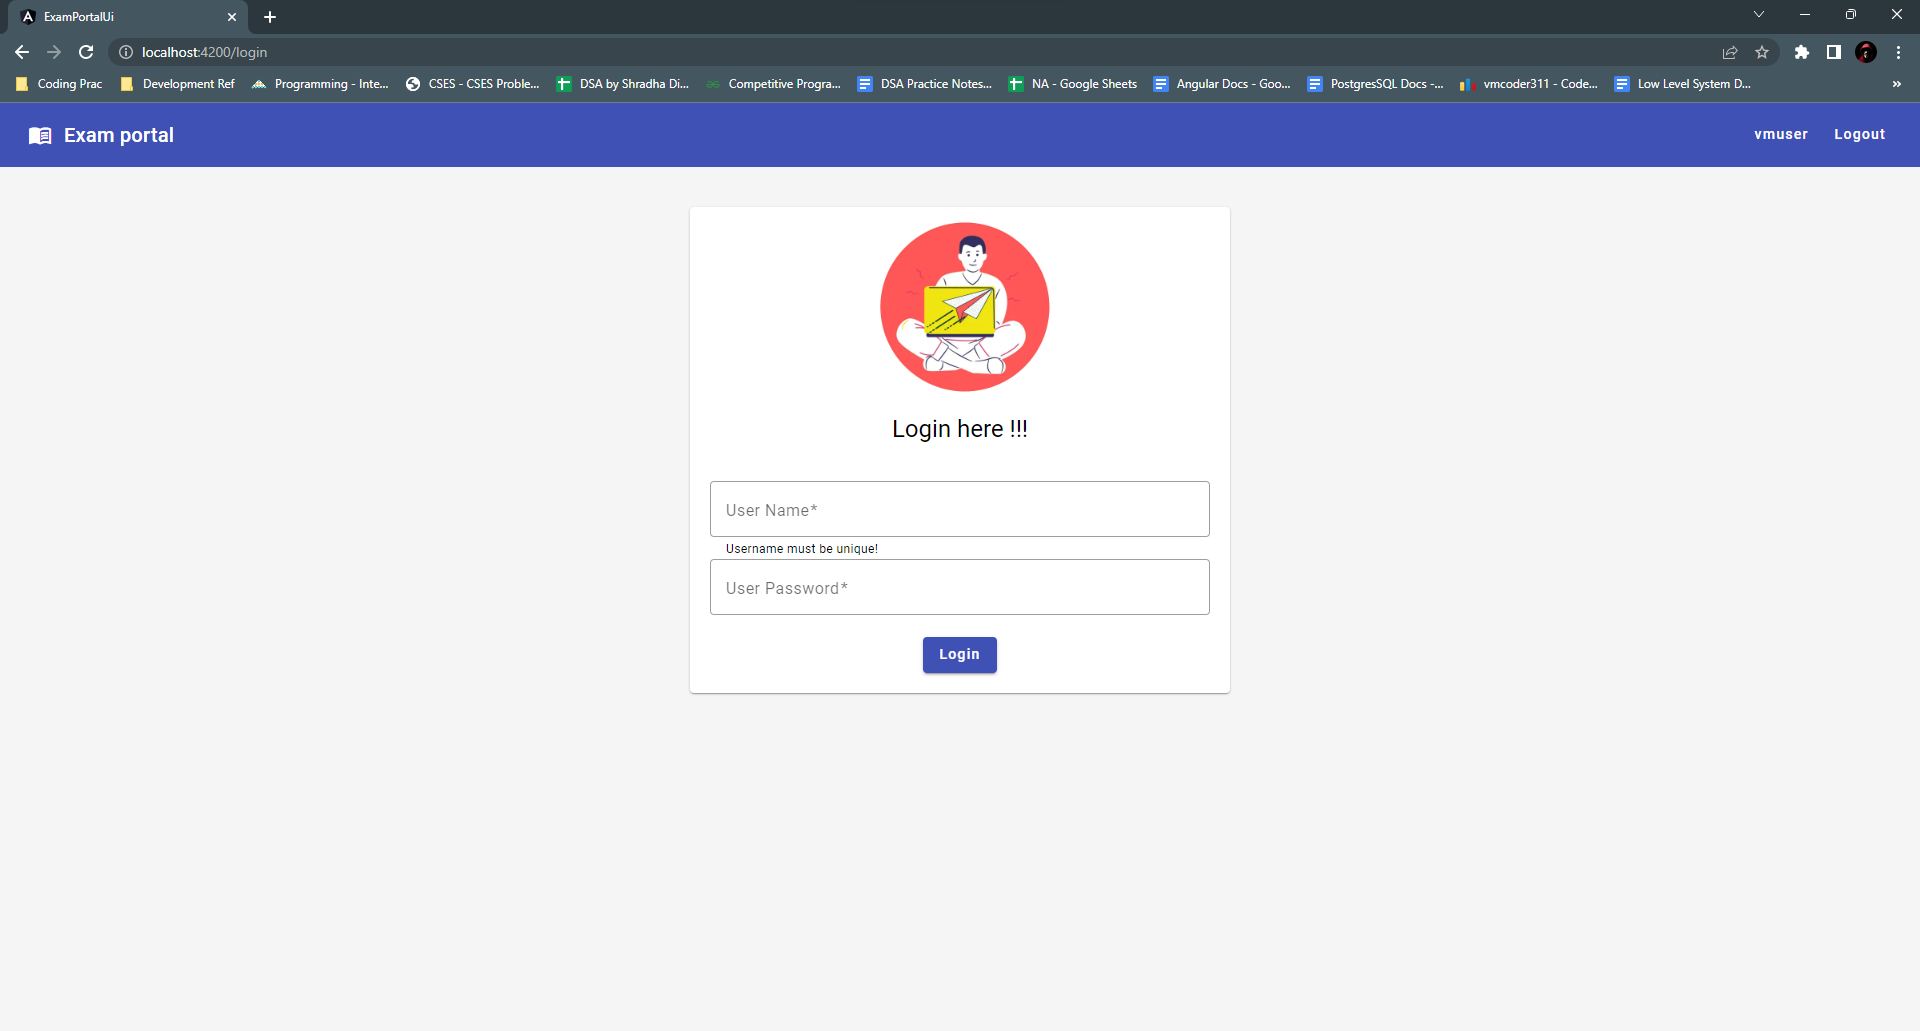 ExamPortalUi
localhost:4200/login
Coding Prac Development Ref Programming - Inte... CSES - CSES Proble... DSA by Shradha Di... Competitive Progra... DSA Practice Notes... NA - Google Sheets Angular Docs - Goo... PostgresSQL Docs -... vmcoder311 - Code... Low Level System D... »
Exam portal vmuser Logout
Login here !!!
User Name*
Username must be unique!
User Password*
Login